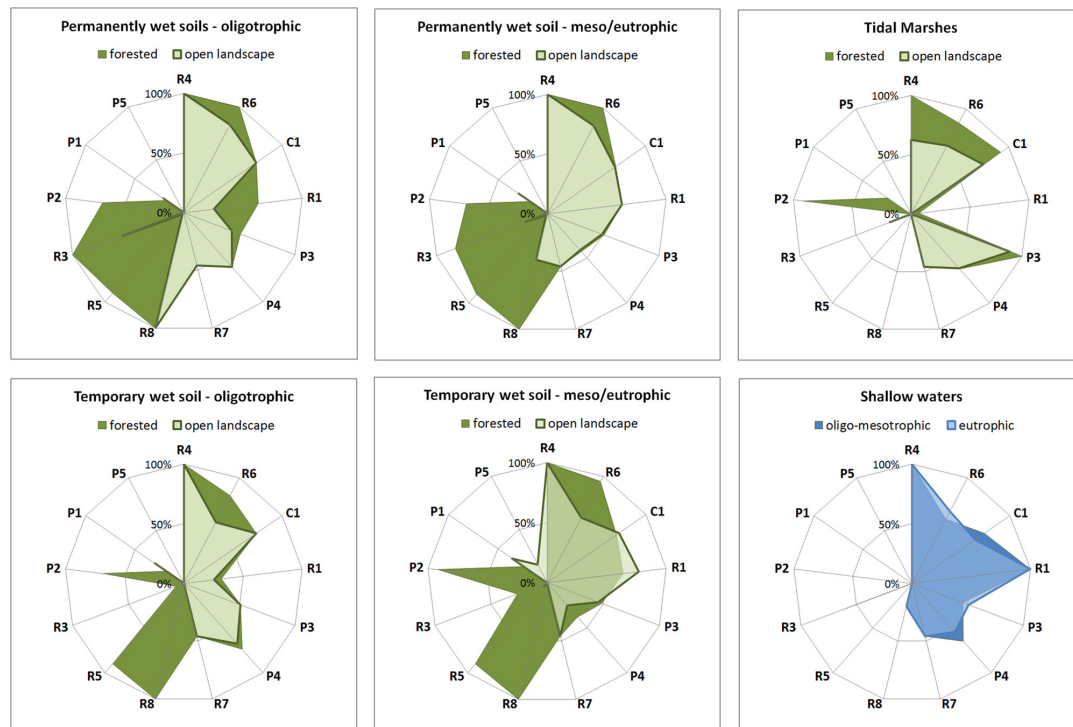 Permanently wet soils - oligotrophic
forested open landscape
R4
R6
C1
R1
P3
P4
R7
R8
R5
R3
P2
P1
P5
100%
50%
0%
Permanently wet soil - meso/eutrophic
forested open landscape
R4
R6
C1
R1
P3
P4
R7
R8
R5
R3
P2
P1
P5
100%
50%
0%
Tidal Marshes
forested open landscape
R4
R6
C1
R1
P3
P4
R7
R8
R5
R3
P2
P1
P5
100%
50%
0%
Temporary wet soil - oligotrophic
forested open landscape
R4
R6
C1
R1
P3
P4
R7
R8
R5
R3
P2
P1
P5
100%
50%
0%
Temporary wet soil - meso/eutrophic
forested open landscape
R4
R6
C1
R1
P3
P4
R7
R8
R5
R3
P2
P1
P5
100%
50%
0%
Shallow waters
oligo-mesotrophic eutrophic
R4
R6
C1
R1
P3
P4
R7
R8
R5
R3
P2
P1
P5
100%
50%
0%